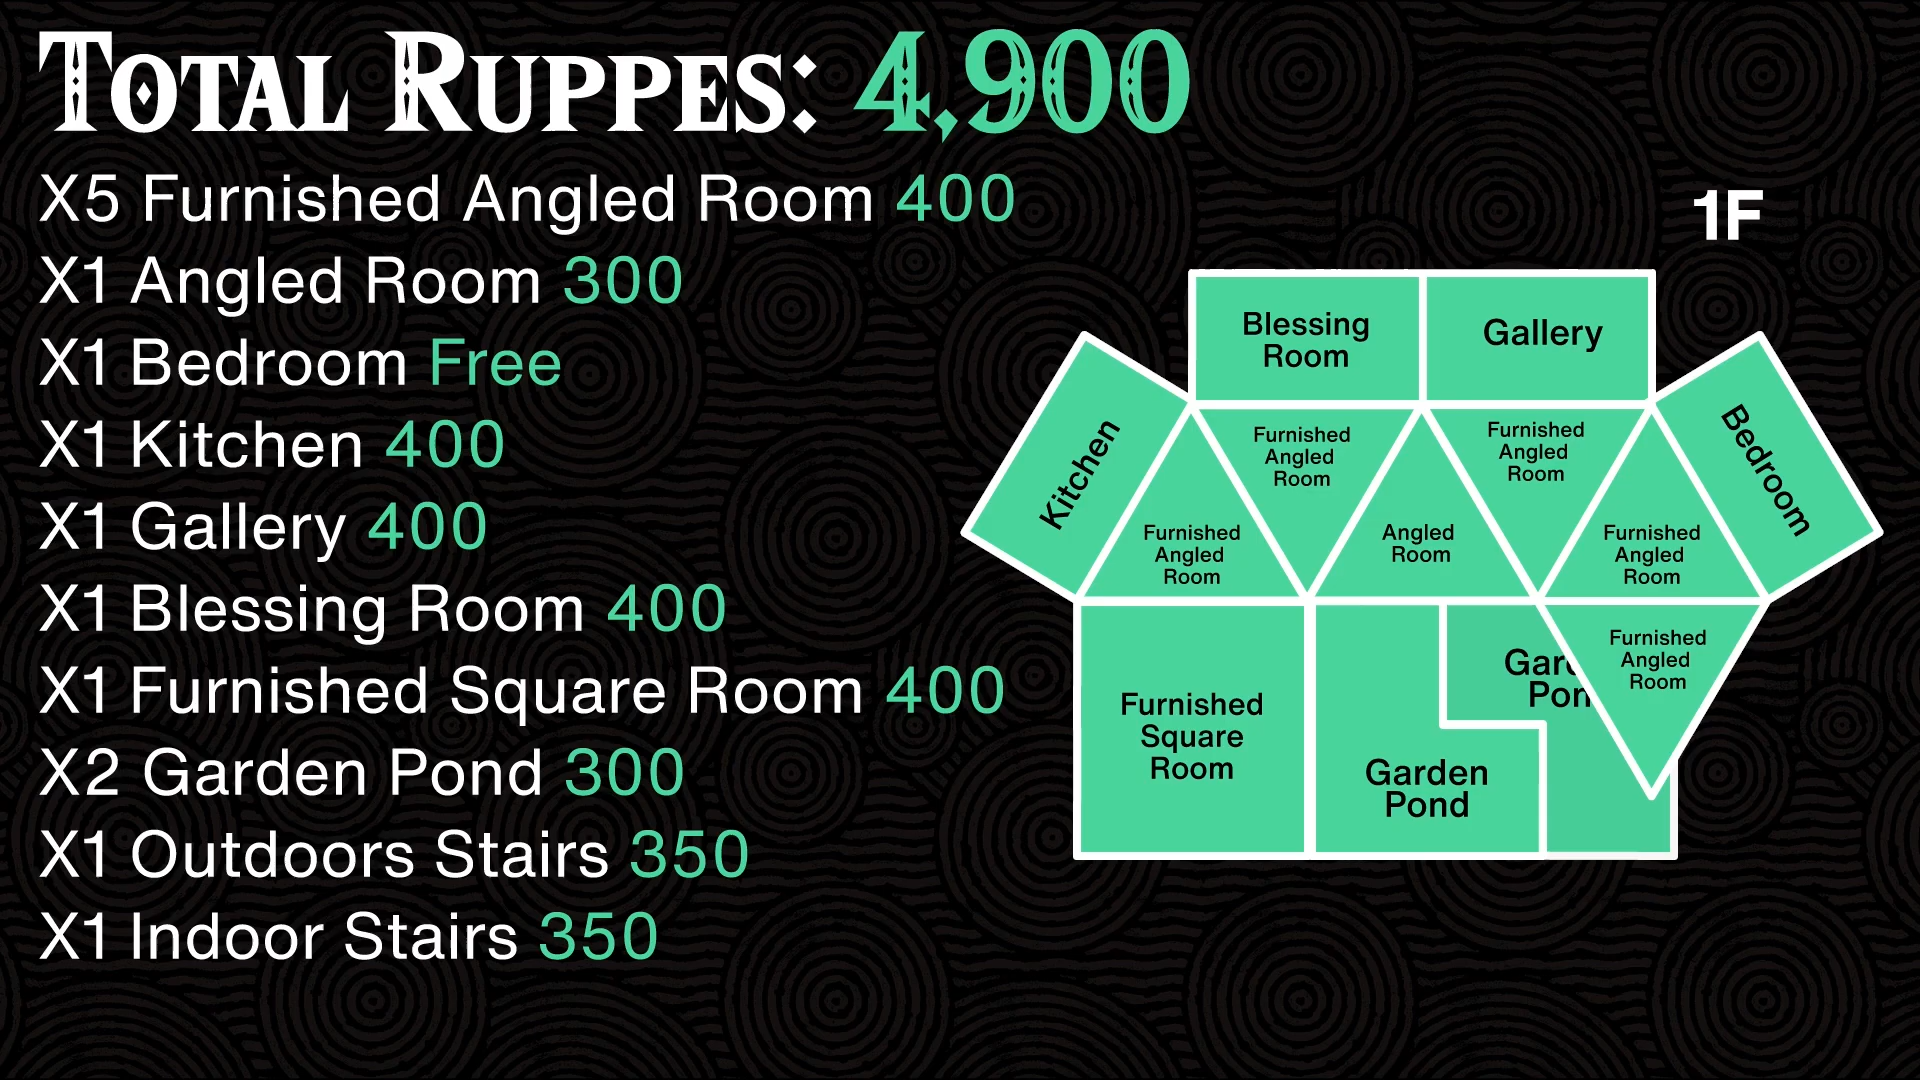 TOTAL RUPPES: 4,900
X5 Furnished Angled Room 400
X1 Angled Room 300
X1 Bedroom Free
X1 Kitchen 400
X1 Gallery 400
X1 Blessing Room 400
X1 Furnished Square Room 400
X2 Garden Pond 300
X1 Outdoors Stairs 350
X1 Indoor Stairs 350
1F
Blessing
Room
Gallery
Kitchen
Furnished
Angled
Room
Furnished
Angled
Room
Bedroom
Furnished
Angled
Room
Angled
Room
Furnished
Angled
Room
Furnished
Square
Room
Garden
Pond
Gard
Pon
Furnished
Angled
Room